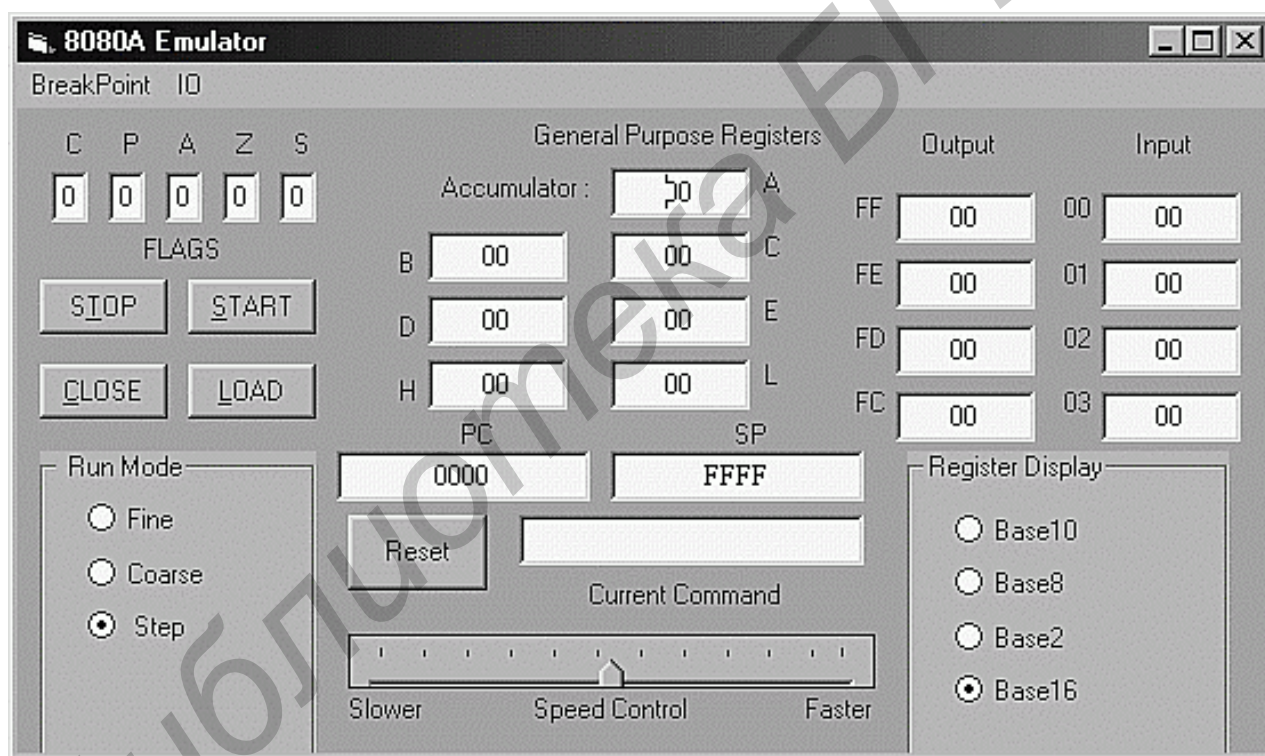 8080A Emulator
BreakPoint IO
C P A Z S
0 0 0 0 0
FLAGS
STOP START
CLOSE LOAD
General Purpose Registers
Accumulator : 00 A
B 00 00 C
D 00 00 E
H 00 00 L
PC SP
0000 FFFF
Reset
Current Command
Slower Speed Control Faster
Output Input
FF 00 00 00
FE 00 01 00
FD 00 02 00
FC 00 03 00
Run Mode
Fine
Coarse
Step
Register Display
Base10
Base8
Base2
Base16
иблиотека Б